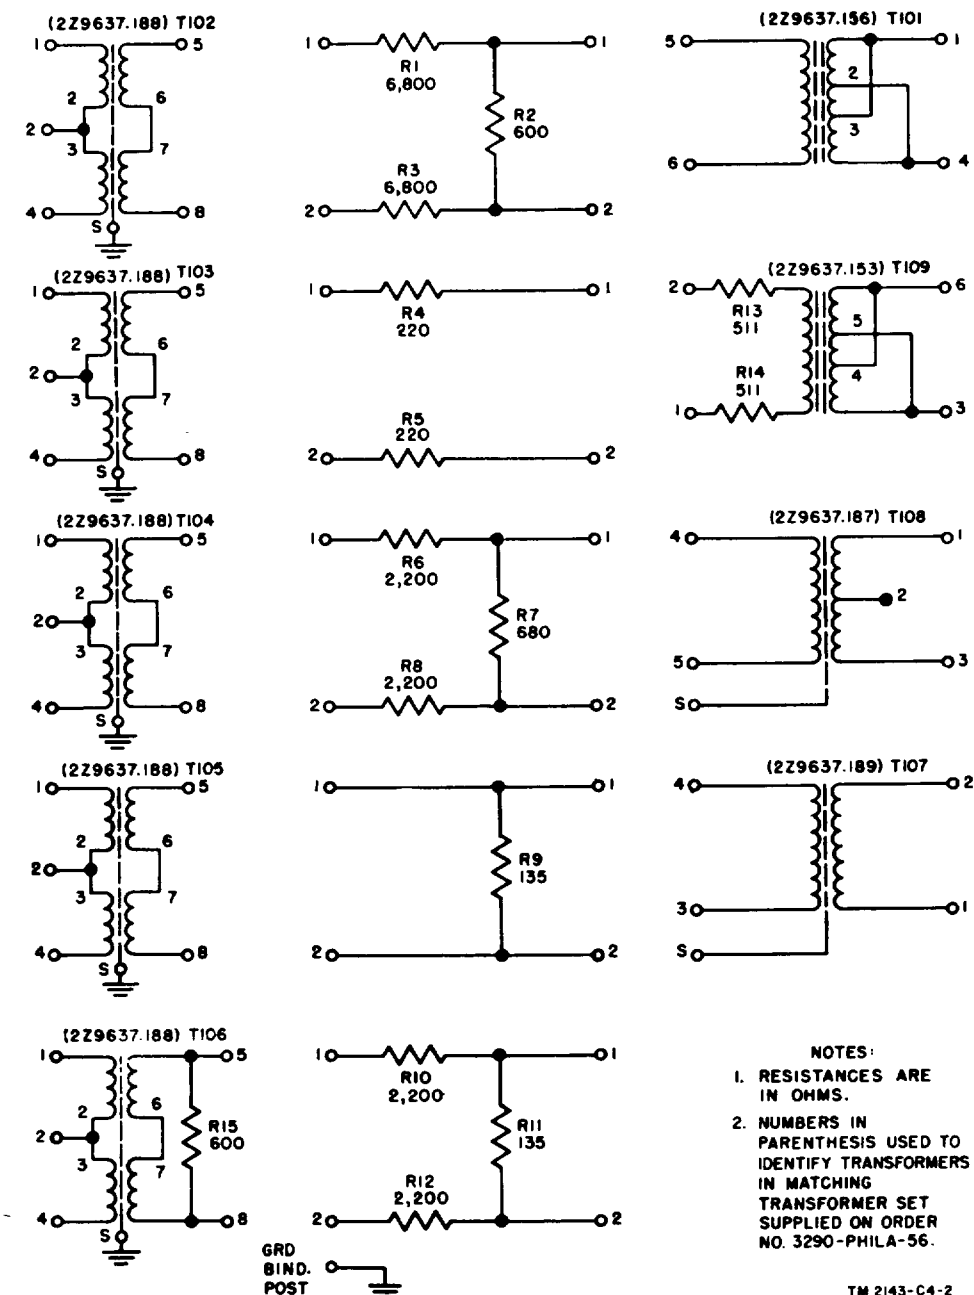 (2Z9637.188) T102
1
5
2
6
2
3
7
4
8
S
(2Z9637.188) T103
1
5
2
6
2
3
7
4
8
S
(2Z9637.188) T104
1
5
2
6
2
3
7
4
8
S
(2Z9637.188) T105
1
5
2
6
2
3
7
4
8
S
(2Z9637.188) T106
1
5
2
6
2
R15
600
3
7
4
8
S
1
R1
6,800
1
R2
600
R3
6,800
2
2
1
R4
220
1
R5
220
2
2
1
R6
2,200
1
R7
680
R8
2,200
2
2
1
1
R9
135
2
2
1
R10
2,200
1
R11
135
R12
2,200
2
2
GRD
BIND.
POST
(2Z9637.156) T101
5
1
2
3
6
4
(2Z9637.153) T109
2
R13
511
6
5
4
R14
511
1
3
(2Z9637.187) T108
4
1
2
5
3
S
(2Z9637.189) T107
4
2
3
1
S
NOTES:
1. RESISTANCES ARE
IN OHMS.
2. NUMBERS IN
PARENTHESIS USED TO
IDENTIFY TRANSFORMERS
IN MATCHING
TRANSFORMER SET
SUPPLIED ON ORDER
NO. 3290-PHILA-56.
TM 2143-C4-2